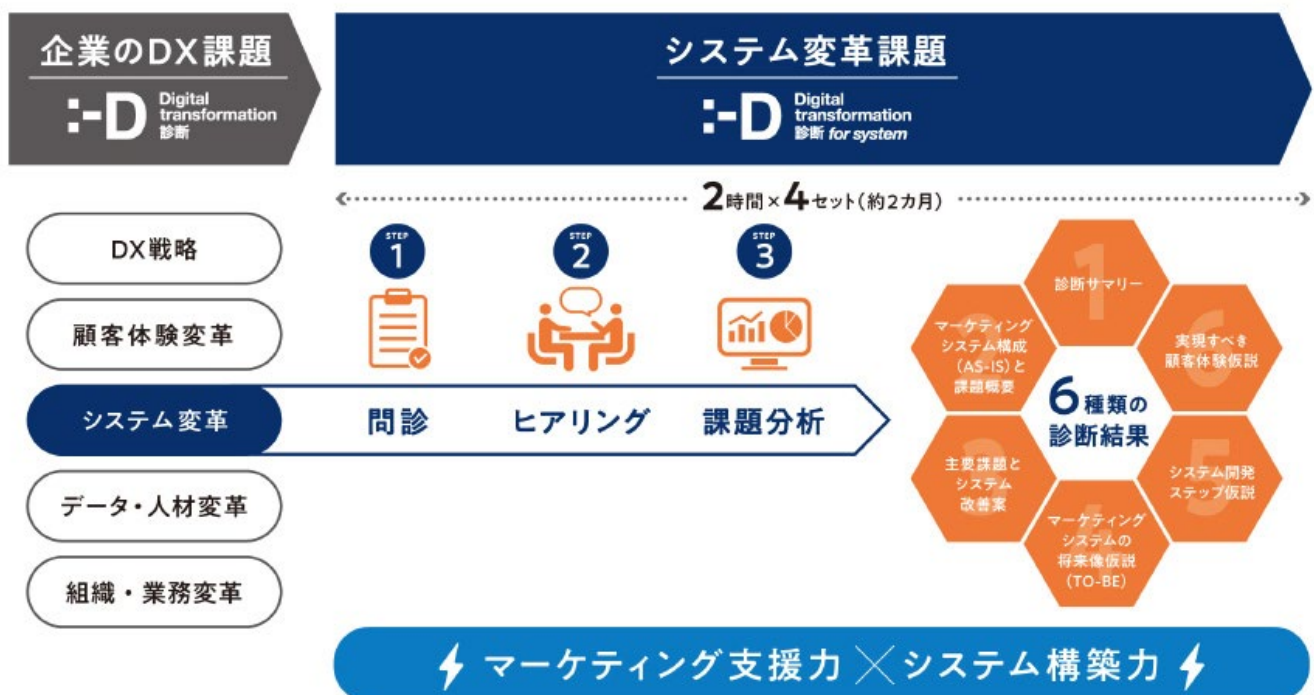 企業のDX課題
:-D Digital
transformation
診断
システム変革課題
:-D Digital
transformation
診断 for system
2時間×4セット(約2カ月)
DX戦略
顧客体験変革
システム変革
データ・人材変革
組織・業務変革
STEP
1
問診
STEP
2
ヒアリング
STEP
3
課題分析
6種類の
診断結果
1
診断サマリー
2
マーケティング
システム構成
(AS-IS)と
課題概要
3
主要課題と
システム
改善案
4
マーケティング
システムの
将来像仮説
(TO-BE)
5
システム開発
ステップ仮説
6
実現すべき
顧客体験仮説
マーケティング支援力×システム構築力